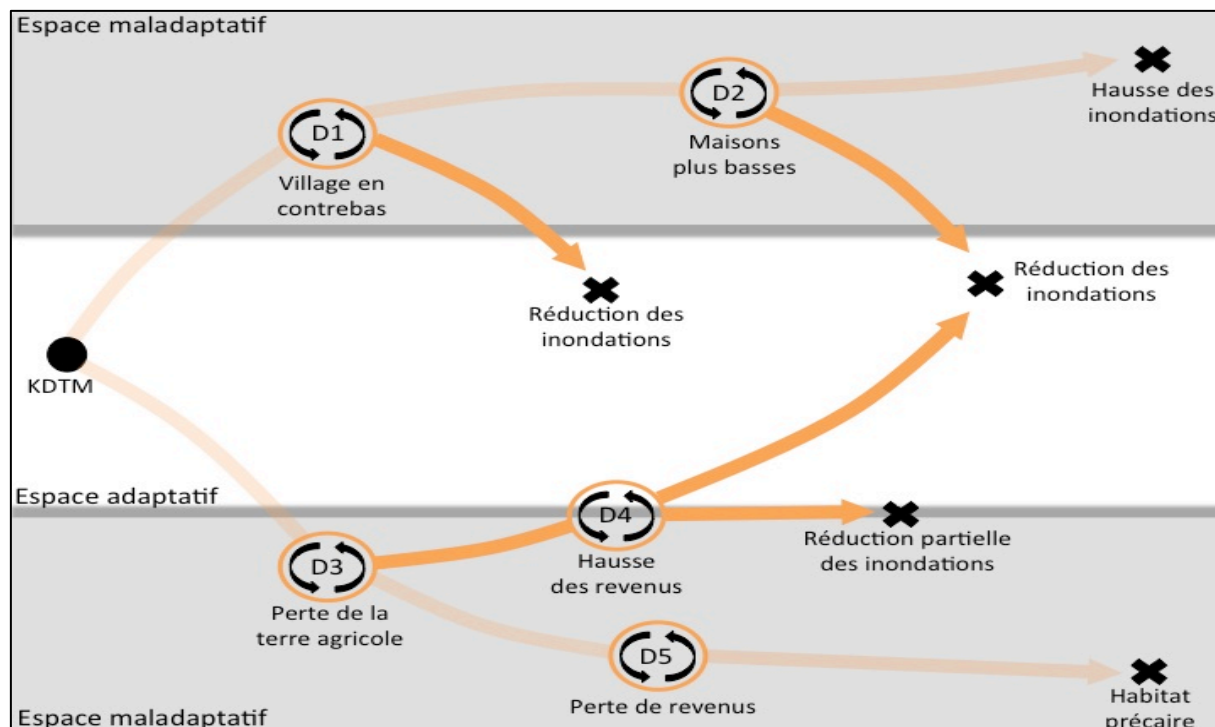 Espace maladaptatif
D1
Village en
contrebas
D2
Maisons
plus basses
Hausse des
inondations
Réduction des
inondations
Réduction des
inondations
KDTM
Espace adaptatif
D3
Perte de la
terre agricole
D4
Hausse
des revenus
Réduction partielle
des inondations
D5
Perte de revenus
Habitat
précaire
Espace maladaptatif